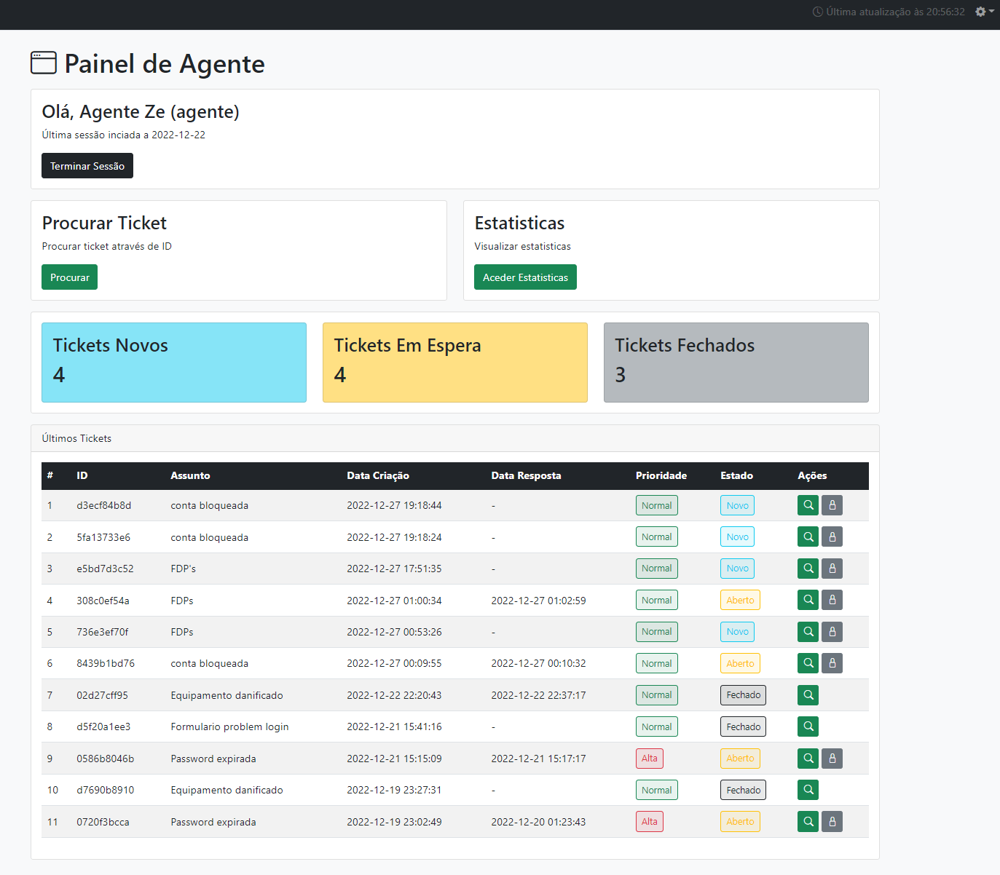 Última atualização às 20:56:32
Painel de Agente
Olá, Agente Ze (agente)
Última sessão inciada a 2022-12-22
Terminar Sessão
Procurar Ticket
Procurar ticket através de ID
Procurar
Estatisticas
Visualizar estatisticas
Aceder Estatisticas
Tickets Novos
4
Tickets Em Espera
4
Tickets Fechados
3
Últimos Tickets
# ID Assunto Data Criação Data Resposta Prioridade Estado Ações
1 d3ecf84b8d conta bloqueada 2022-12-27 19:18:44 - Normal Novo
2 5fa13733e6 conta bloqueada 2022-12-27 19:18:24 - Normal Novo
3 e5bd7d3c52 FDP's 2022-12-27 17:51:35 - Normal Novo
4 308c0ef54a FDPs 2022-12-27 01:00:34 2022-12-27 01:02:59 Normal Aberto
5 736e3ef70f FDPs 2022-12-27 00:53:26 - Normal Novo
6 8439b1bd76 conta bloqueada 2022-12-27 00:09:55 2022-12-27 00:10:32 Normal Aberto
7 02d27cff95 Equipamento danificado 2022-12-22 22:20:43 2022-12-22 22:37:17 Normal Fechado
8 d5f20a1ee3 Formulario problem login 2022-12-21 15:41:16 - Normal Fechado
9 0586b8046b Password expirada 2022-12-21 15:15:09 2022-12-21 15:17:17 Alta Aberto
10 d7690b8910 Equipamento danificado 2022-12-19 23:27:31 - Normal Fechado
11 0720f3bcca Password expirada 2022-12-19 23:02:49 2022-12-20 01:23:43 Alta Aberto